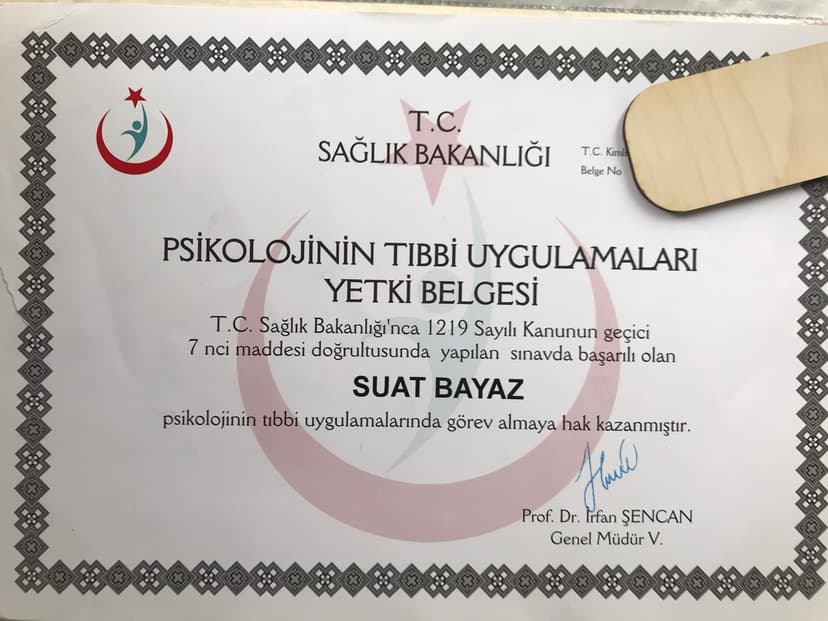 T.C.
SAĞLIK BAKANLIĞI
T.C.
Belge No
PSİKOLOJİNİN TIBBİ UYGULAMALARI
YETKİ BELGESİ
T.C. Sağlık Bakanlığı'nca 1219 Sayılı Kanunun geçici
7 nci maddesi doğrultusunda yapılan sınavda başarılı olan
SUAT BAYAZ
psikolojinin tıbbi uygulamalarında görev almaya hak kazanmıştır.
Prof. Dr. İrfan ŞENCAN
Genel Müdür V.